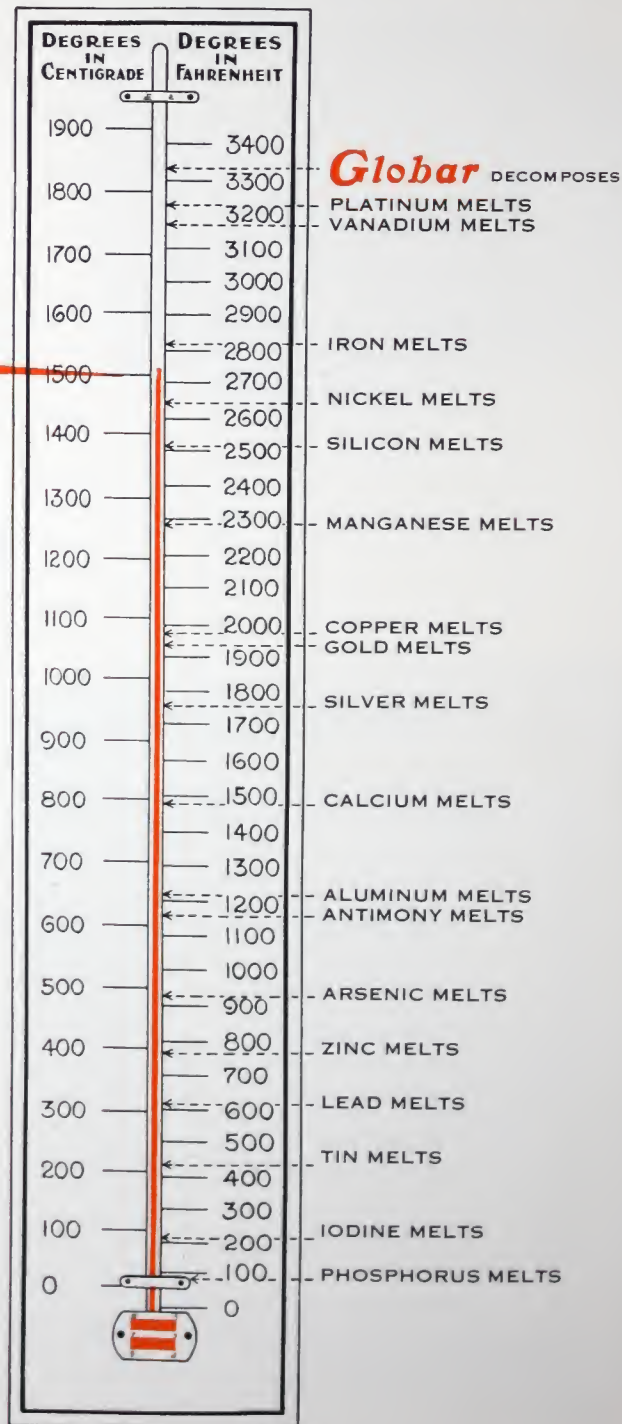 DEGREES IN CENTIGRADE
DEGREES IN FAHRENHEIT
1900
3400
Globar DECOMPOSES
3300
1800
PLATINUM MELTS
3200
VANADIUM MELTS
3100
1700
3000
2900
1600
IRON MELTS
2800
1500
2700
NICKEL MELTS
2600
1400
SILICON MELTS
2500
2400
1300
2300
MANGANESE MELTS
2200
1200
2100
1100
2000
COPPER MELTS
GOLD MELTS
1900
1000
1800
SILVER MELTS
1700
900
1600
1500
800
CALCIUM MELTS
1400
700
1300
ALUMINUM MELTS
1200
ANTIMONY MELTS
600
1100
1000
500
ARSENIC MELTS
900
800
400
ZINC MELTS
700
LEAD MELTS
300
600
500
TIN MELTS
200
400
300
100
IODINE MELTS
200
100
PHOSPHORUS MELTS
0
0